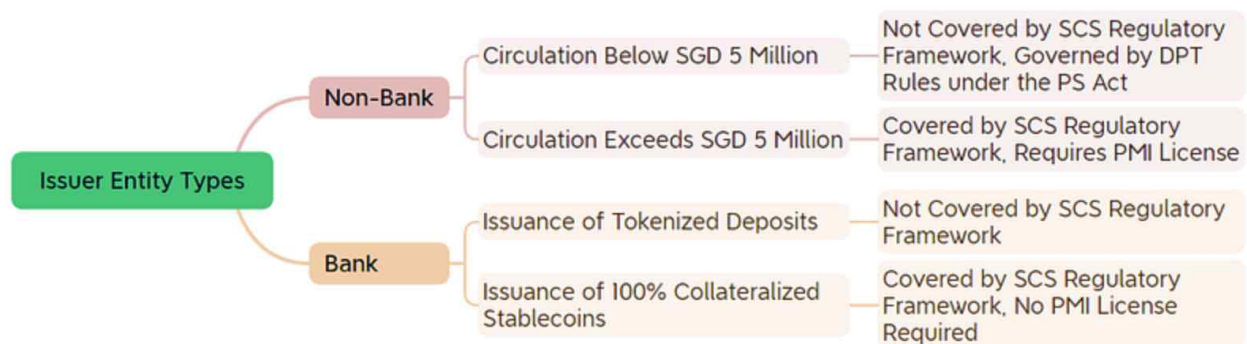 Issuer Entity Types
Non-Bank
Circulation Below SGD 5 Million
Not Covered by SCS Regulatory
Framework, Governed by DPT
Rules under the PS Act
Circulation Exceeds SGD 5 Million
Covered by SCS Regulatory
Framework, Requires PMI License
Bank
Issuance of Tokenized Deposits
Not Covered by SCS Regulatory
Framework
Issuance of 100% Collateralized
Stablecoins
Covered by SCS Regulatory
Framework, No PMI License
Required